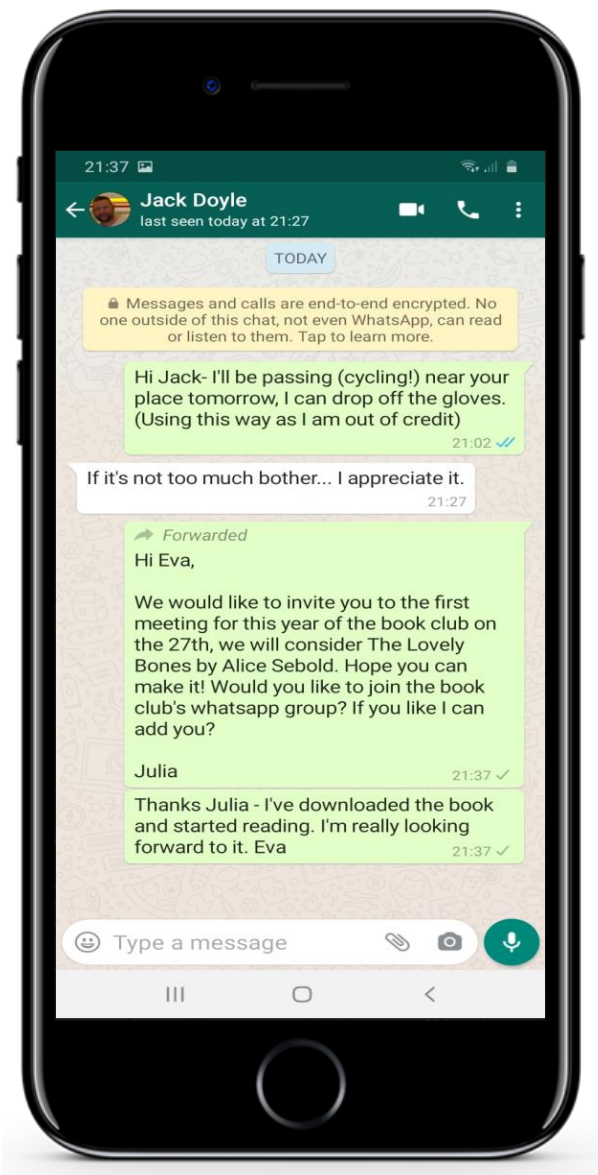 21:37
Jack Doyle
last seen today at 21:27
TODAY
Messages and calls are end-to-end encrypted. No
one outside of this chat, not even WhatsApp, can read
or listen to them. Tap to learn more.
Hi Jack- I'll be passing (cycling!) near your
place tomorrow, I can drop off the gloves.
(Using this way as I am out of credit)
21:02
If it's not too much bother... I appreciate it.
21:27
Forwarded
Hi Eva,
We would like to invite you to the first
meeting for this year of the book club on
the 27th, we will consider The Lovely
Bones by Alice Sebold. Hope you can
make it! Would you like to join the book
club's whatsapp group? If you like I can
add you?
Julia
21:37
Thanks Julia - I've downloaded the book
and started reading. I'm really looking
forward to it. Eva
21:37
Type a message